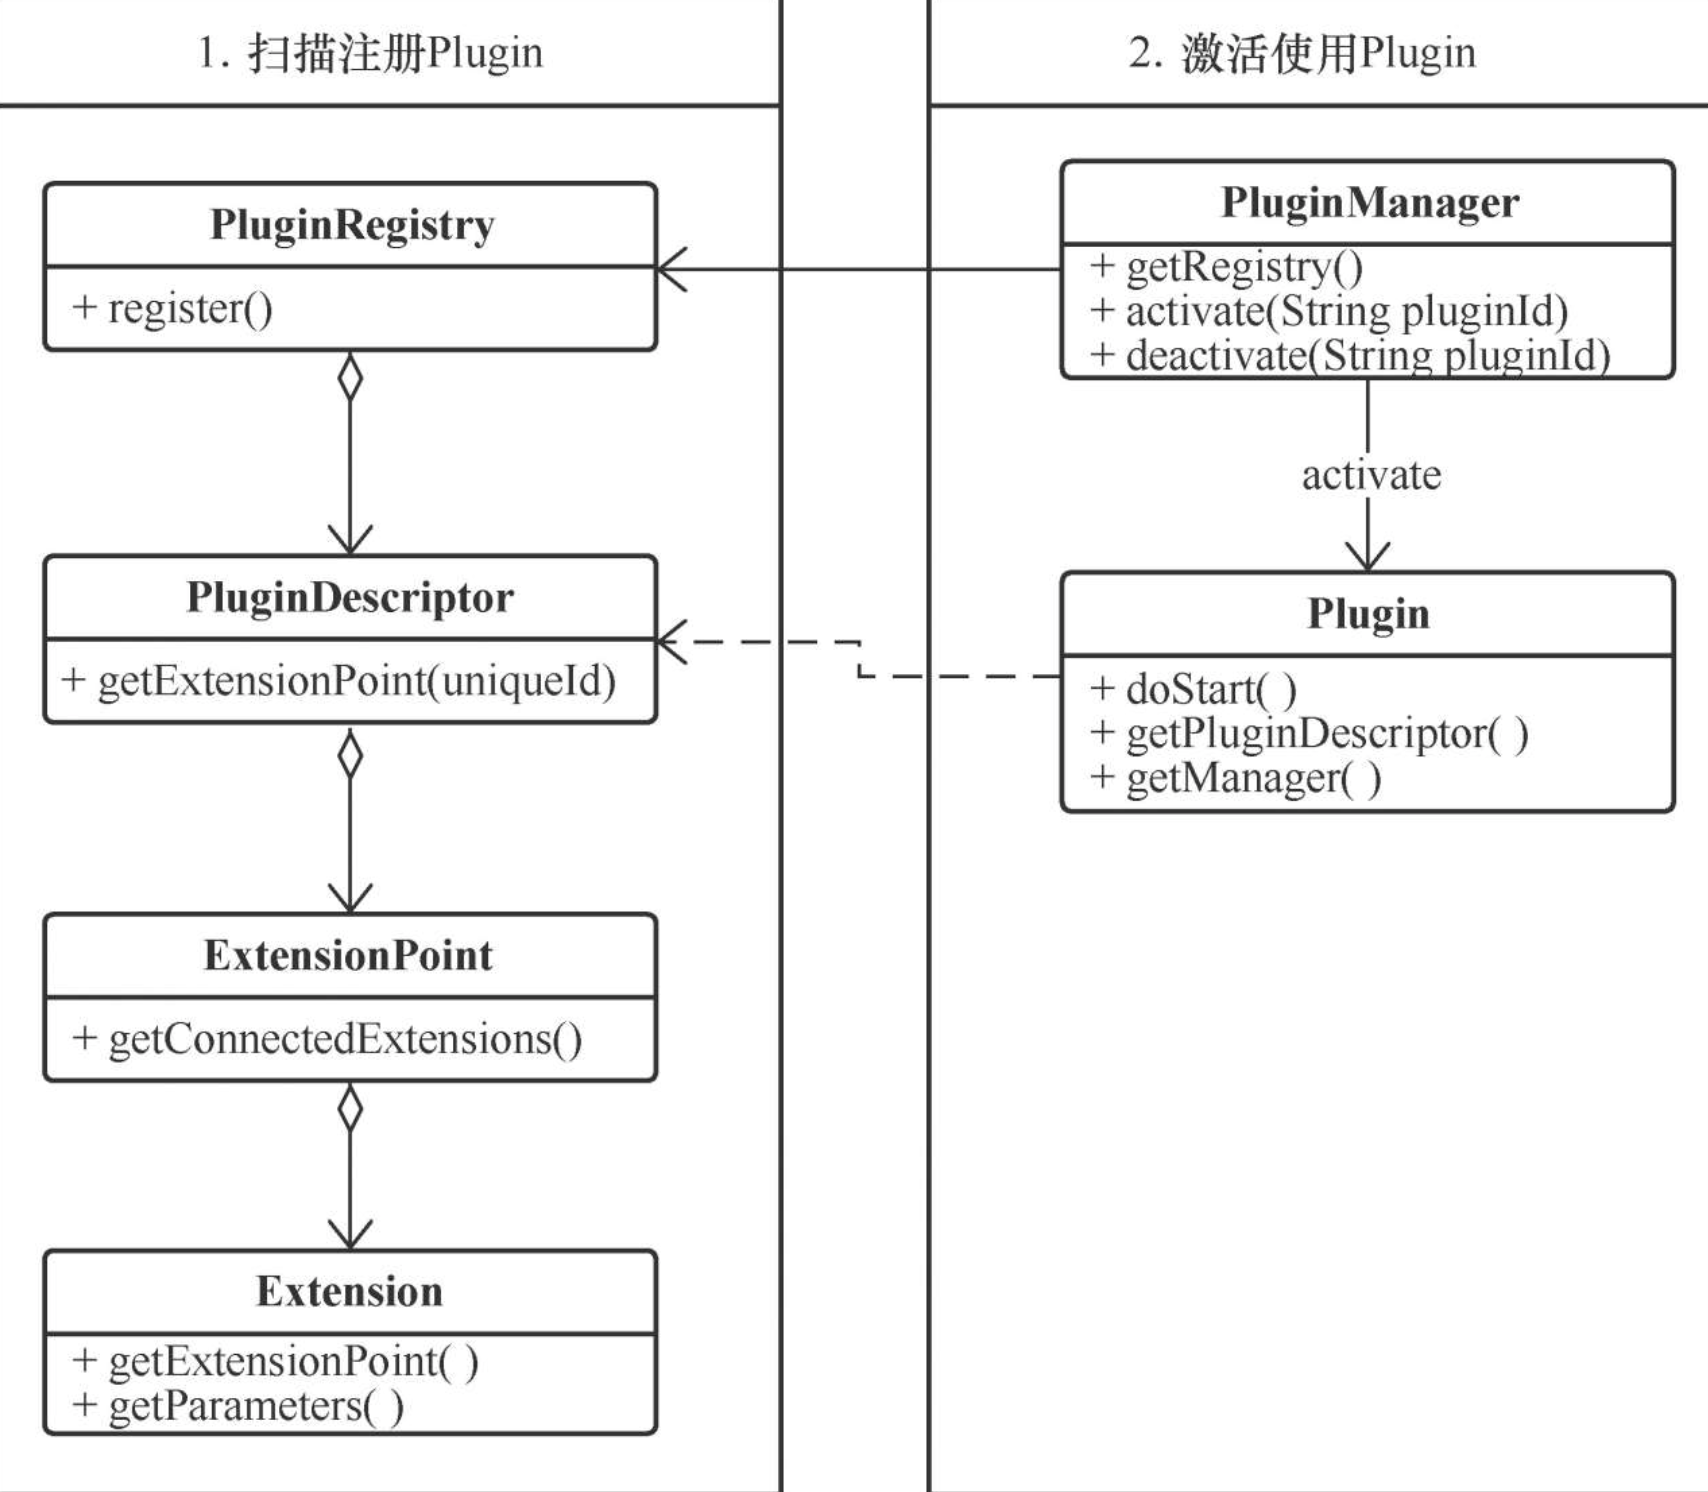 1. 扫描注册Plugin
PluginRegistry
+ register()
PluginDescriptor
+ getExtensionPoint(uniqueId)
ExtensionPoint
+ getConnectedExtensions()
Extension
+ getExtensionPoint( )
+ getParameters( )
2. 激活使用Plugin
PluginManager
+ getRegistry()
+ activate(String pluginId)
+ deactivate(String pluginId)
activate
Plugin
+ doStart( )
+ getPluginDescriptor( )
+ getManager( )